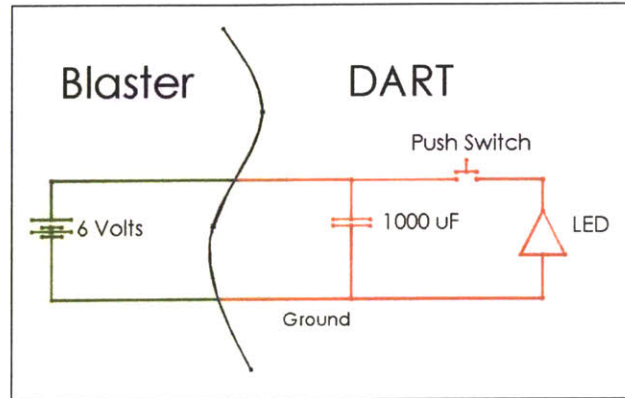 Blaster
DART
Push Switch
6 Volts
1000 uF
LED
Ground